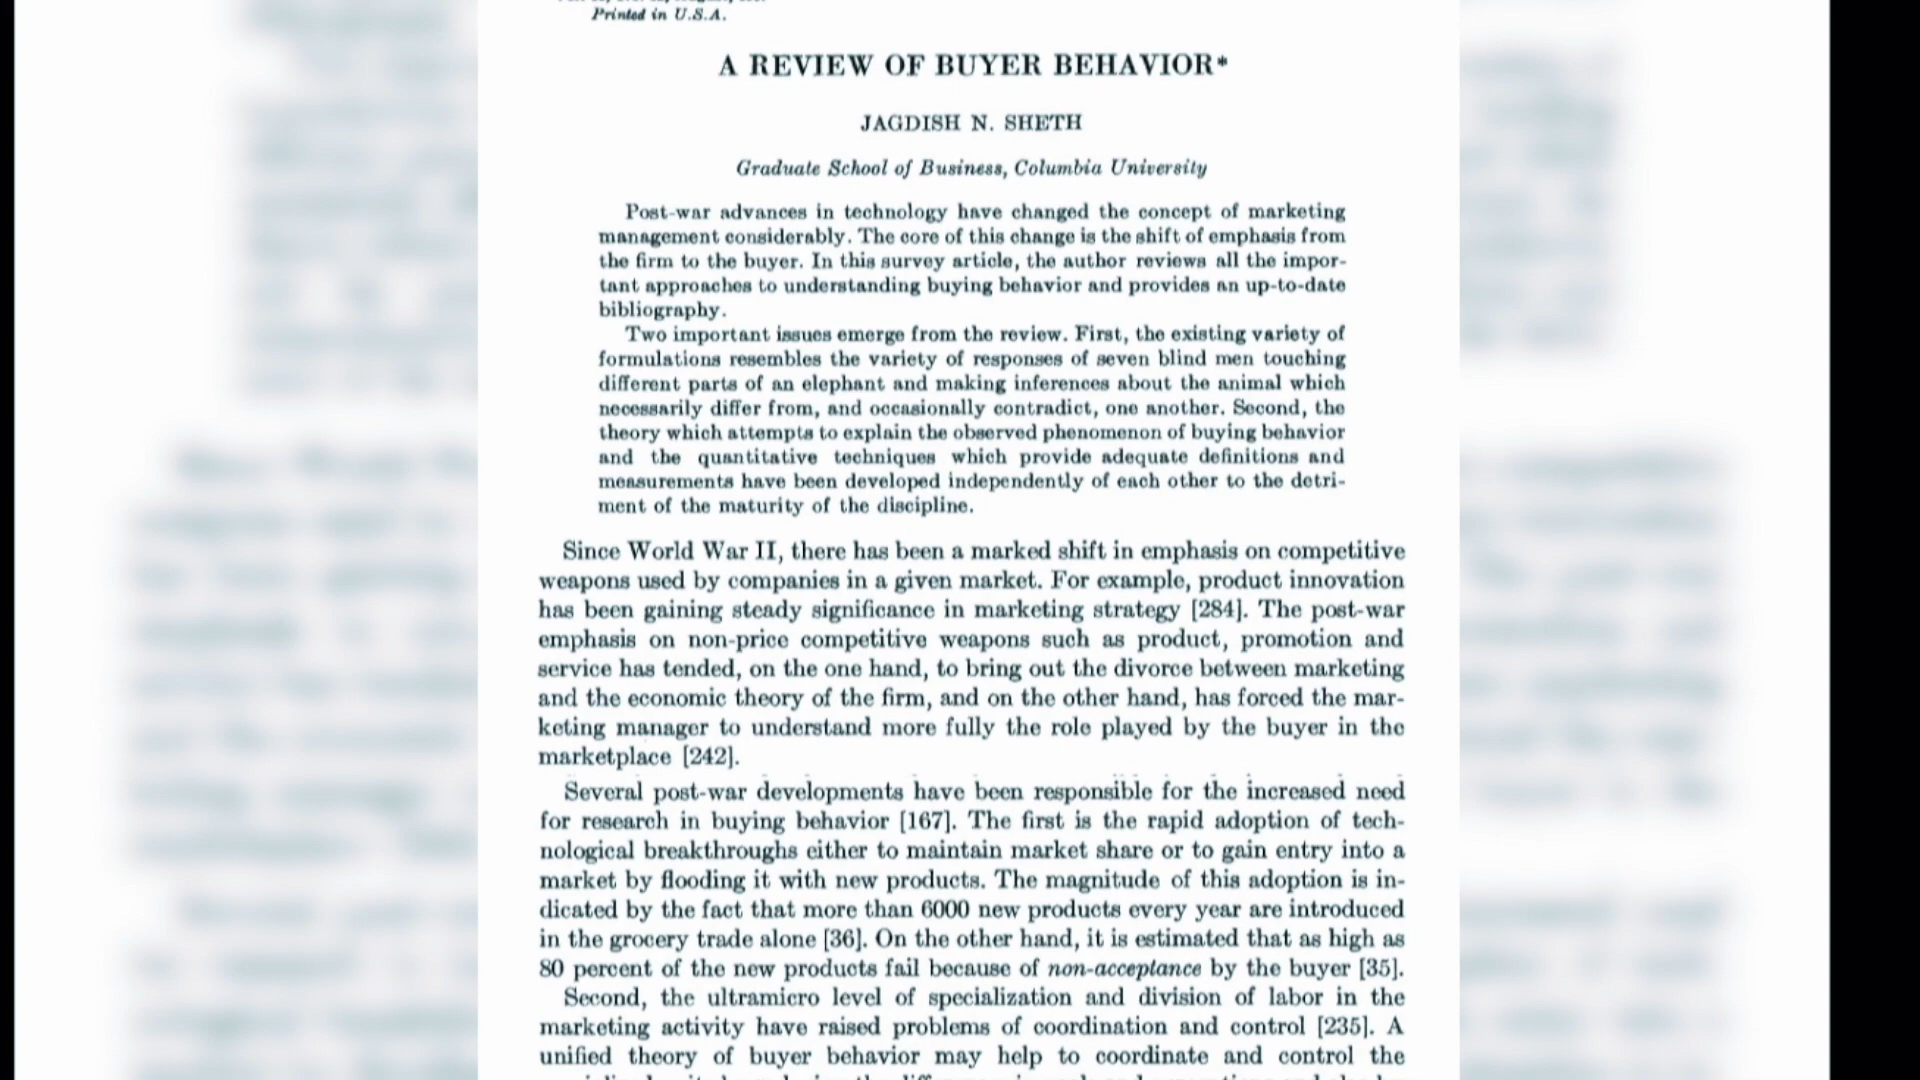 Printed in U.S.A.
A REVIEW OF BUYER BEHAVIOR*
JAGDISH N. SHETH
Graduate School of Business, Columbia University
Post-war advances in technology have changed the concept of marketing
management considerably. The core of this change is the shift of emphasis from
the firm to the buyer. In this survey article, the author reviews all the impor-
tant approaches to understanding buying behavior and provides an up-to-date
bibliography.
Two important issues emerge from the review. First, the existing variety of
formulations resembles the variety of responses of seven blind men touching
different parts of an elephant and making inferences about the animal which
necessarily differ from, and occasionally contradict, one another. Second, the
theory which attempts to explain the observed phenomenon of buying behavior
and the quantitative techniques which provide adequate definitions and
measurements have been developed independently of each other to the detri-
ment of the maturity of the discipline.
Since World War II, there has been a marked shift in emphasis on competitive
weapons used by companies in a given market. For example, product innovation
has been gaining steady significance in marketing strategy [284]. The post-war
emphasis on non-price competitive weapons such as product, promotion and
service has tended, on the one hand, to bring out the divorce between marketing
and the economic theory of the firm, and on the other hand, has forced the mar-
keting manager to understand more fully the role played by the buyer in the
marketplace [242].
Several post-war developments have been responsible for the increased need
for research in buying behavior [167]. The first is the rapid adoption of tech-
nological breakthroughs either to maintain market share or to gain entry into a
market by flooding it with new products. The magnitude of this adoption is in-
dicated by the fact that more than 6000 new products every year are introduced
in the grocery trade alone [36]. On the other hand, it is estimated that as high as
80 percent of the new products fail because of non-acceptance by the buyer [35].
Second, the ultramicro level of specialization and division of labor in the
marketing activity have raised problems of coordination and control [235]. A
unified theory of buyer behavior may help to coordinate and control the